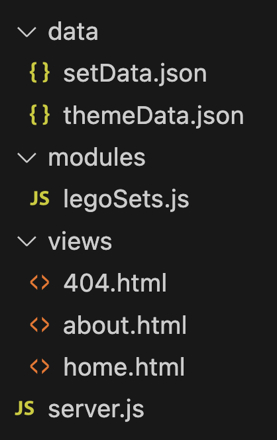 data
{} setData.json
{} themeData.json
modules
JS legoSets.js
views
<> 404.html
<> about.html
<> home.html
JS server.js